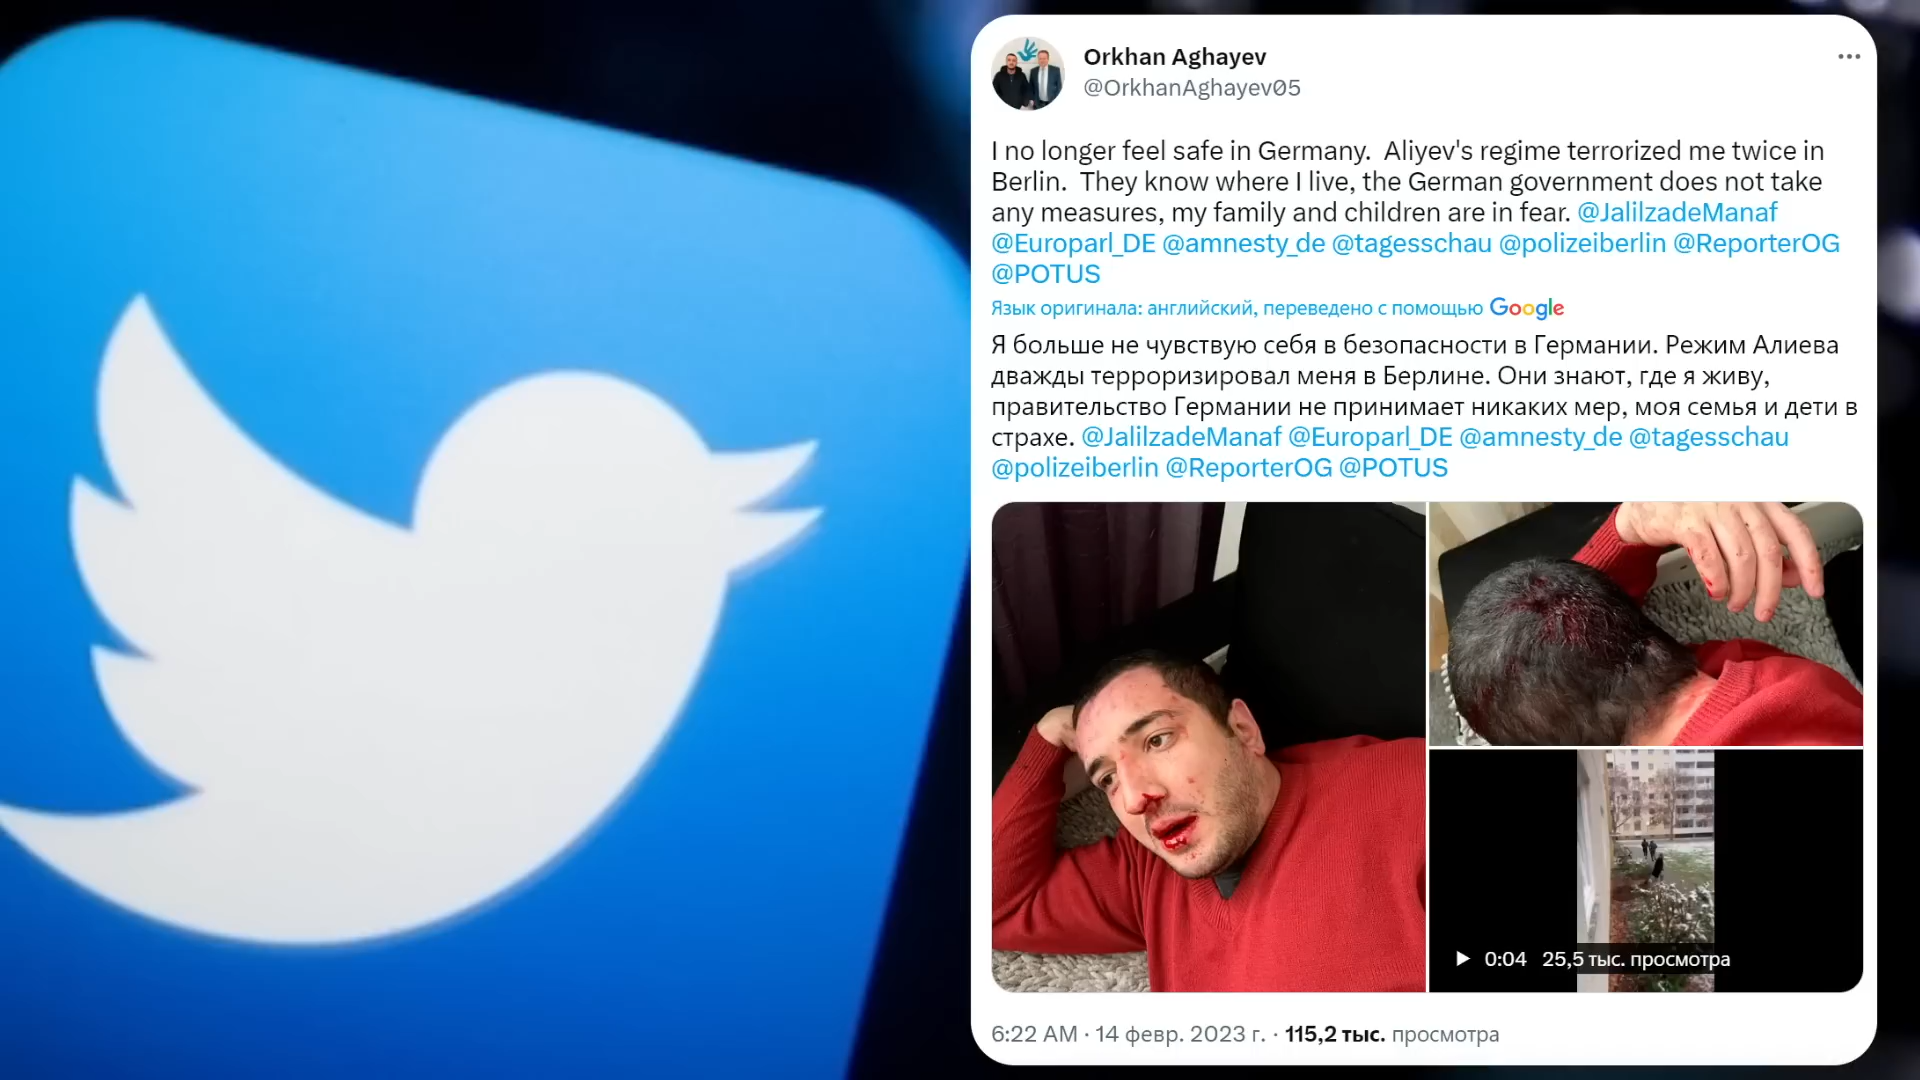 Orkhan Aghayev
@OrkhanAghayev05
I no longer feel safe in Germany.  Aliyev's regime terrorized me twice in
Berlin.  They know where I live, the German government does not take
any measures, my family and children are in fear. @JalilzadeManaf
@Europarl_DE @amnesty_de @tagesschau @polizeiberlin @ReporterOG
@POTUS
Язык оригинала: английский, переведено с помощью Google
Я больше не чувствую себя в безопасности в Германии. Режим Алиева
дважды терроризировал меня в Берлине. Они знают, где я живу,
правительство Германии не принимает никаких мер, моя семья и дети в
страхе. @JalilzadeManaf @Europarl_DE @amnesty_de @tagesschau
@polizeiberlin @ReporterOG @POTUS
0:04 25,5 тыс. просмотра
6:22 AM · 14 февр. 2023 г. · 115,2 тыс. просмотра